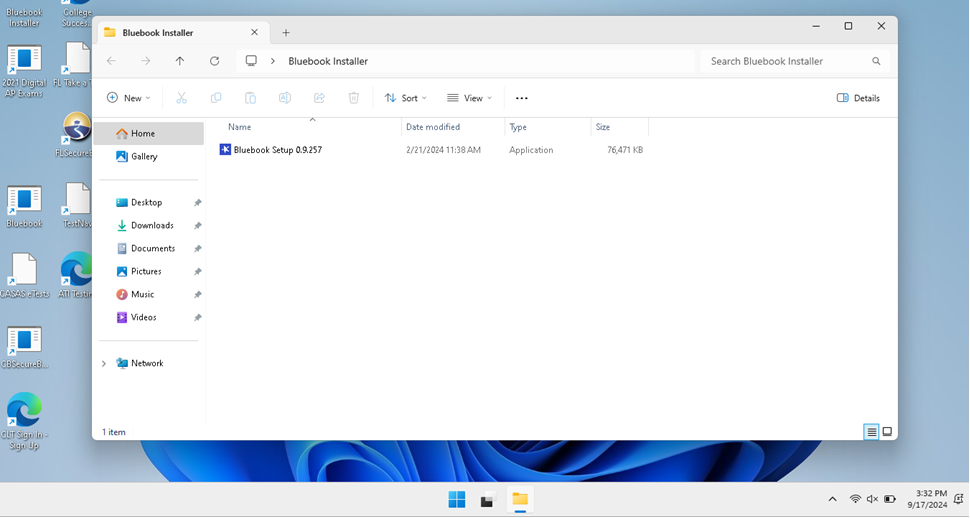 Bluebook
Installer
College
Succes...
2021 Digital
AP Exams
FL Take a T
FLSecureB
Bluebook
TestNav
CASAS eTests
ATI Testin
CBSecureB...
CLT Sign In -
Sign Up
Bluebook Installer
Bluebook Installer
Search Bluebook Installer
New
Sort
View
Details
Name
Date modified
Type
Size
Home
Bluebook Setup 0.9.257
2/21/2024 11:38 AM
Application
76,471 KB
Gallery
Desktop
Downloads
Documents
Pictures
Music
Videos
Network
1 item
3:32 PM
9/17/2024